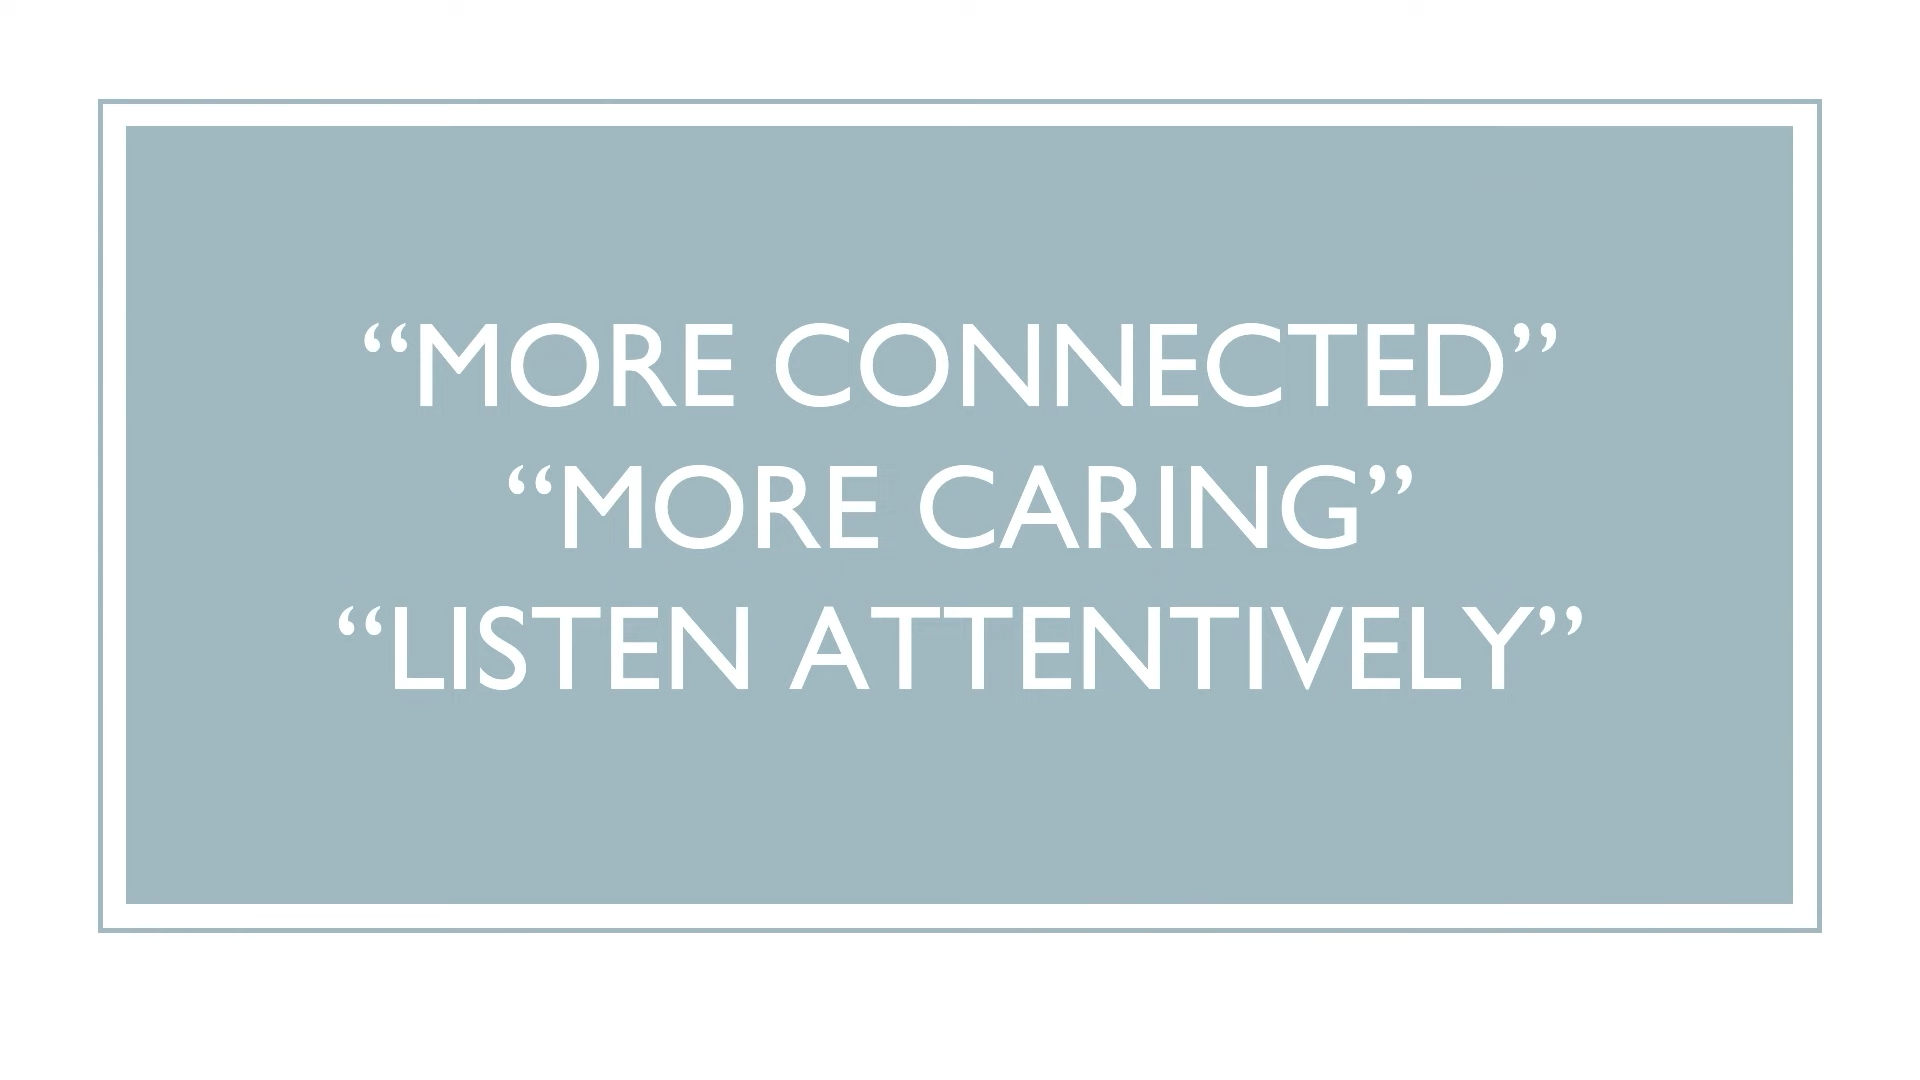 “MORE CONNECTED”
“MORE CARING”
“LISTEN ATTENTIVELY”